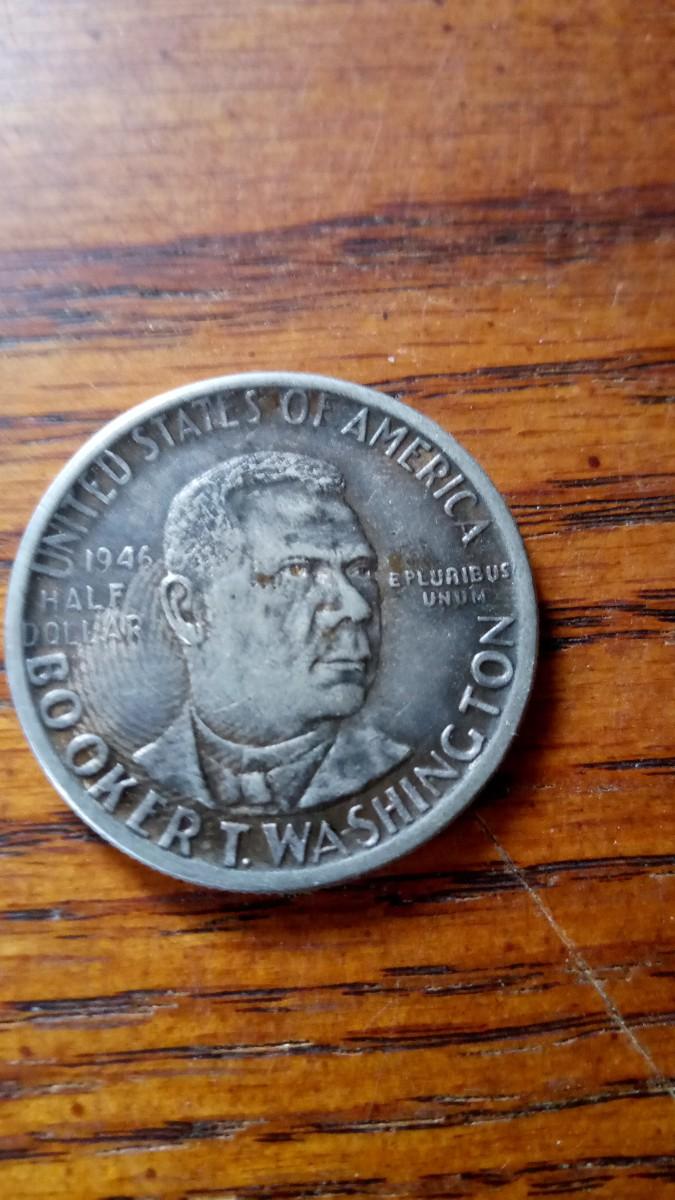 UNITED STATES OF AMERICA
1946
HALF
DOLLAR
E PLURIBUS
UNUM
BOOKER T. WASHINGTON